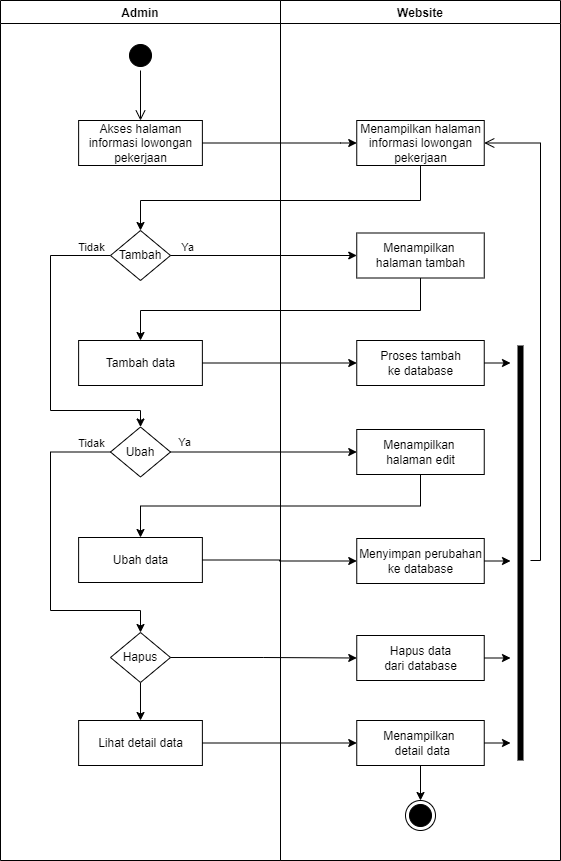 Admin
Website
Akses halaman
informasi lowongan
pekerjaan
Menampilkan halaman
informasi lowongan
pekerjaan
Tidak
Tambah
Ya
Menampilkan
halaman tambah
Tambah data
Proses tambah
ke database
Tidak
Ubah
Ya
Menampilkan
halaman edit
Ubah data
Menyimpan perubahan
ke database
Hapus
Hapus data
dari database
Lihat detail data
Menampilkan
detail data